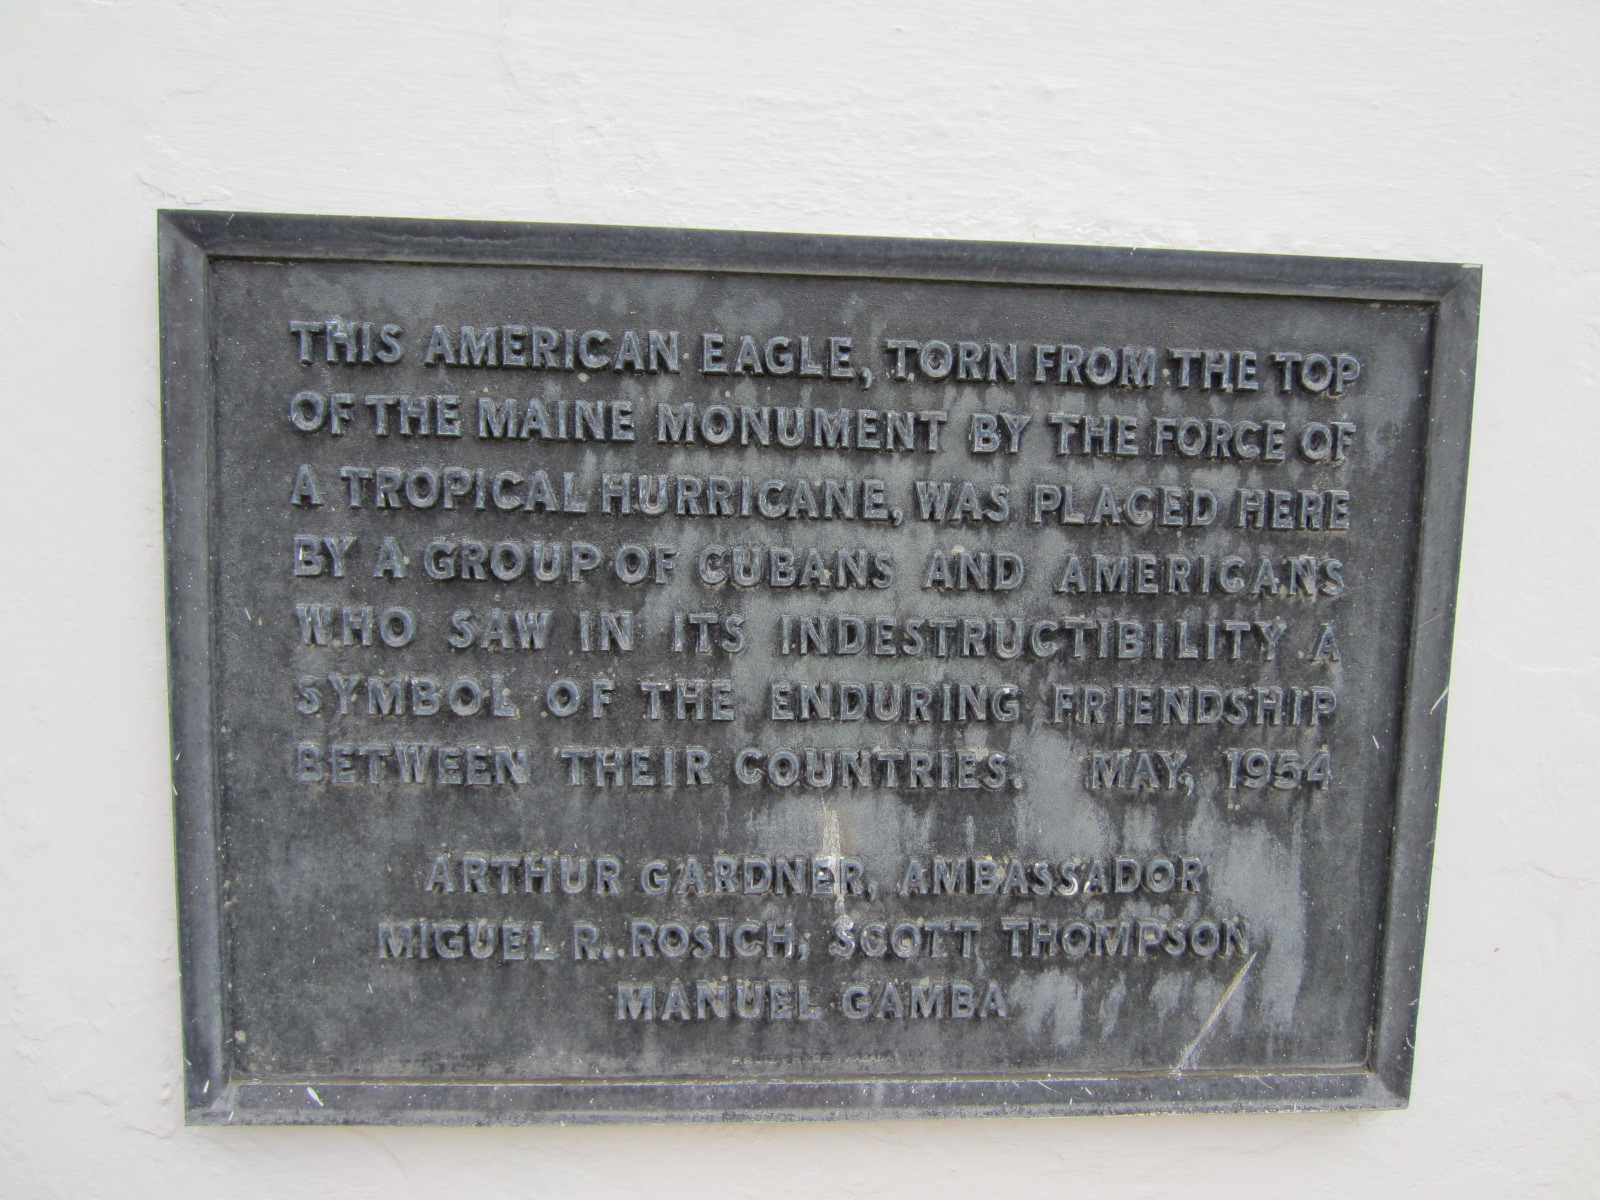 THIS AMERICAN EAGLE, TORN FROM THE TOP
OF THE MAINE MONUMENT BY THE FORCE OF
A TROPICAL HURRICANE, WAS PLACED HERE
BY A GROUP OF CUBANS AND AMERICANS
WHO SAW IN ITS INDESTRUCTIBILITY A
SYMBOL OF THE ENDURING FRIENDSHIP
BETWEEN THEIR COUNTRIES. MAY, 1954
ARTHUR GARDNER, AMBASSADOR
MIGUEL R. ROSICH, SCOTT THOMPSON
MANUEL GAMBA